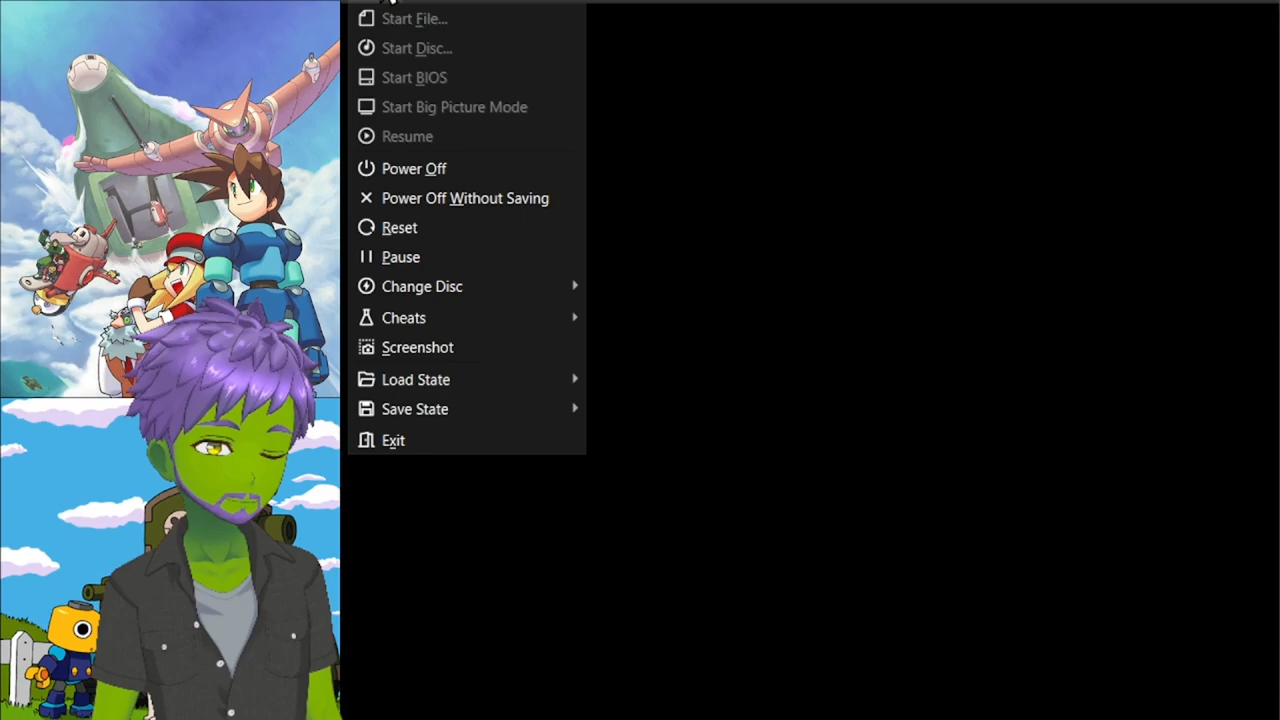 Start File...
Start Disc...
Start BIOS
Start Big Picture Mode
Resume
Power Off
Power Off Without Saving
Reset
Pause
Change Disc
Cheats
Screenshot
Load State
Save State
Exit